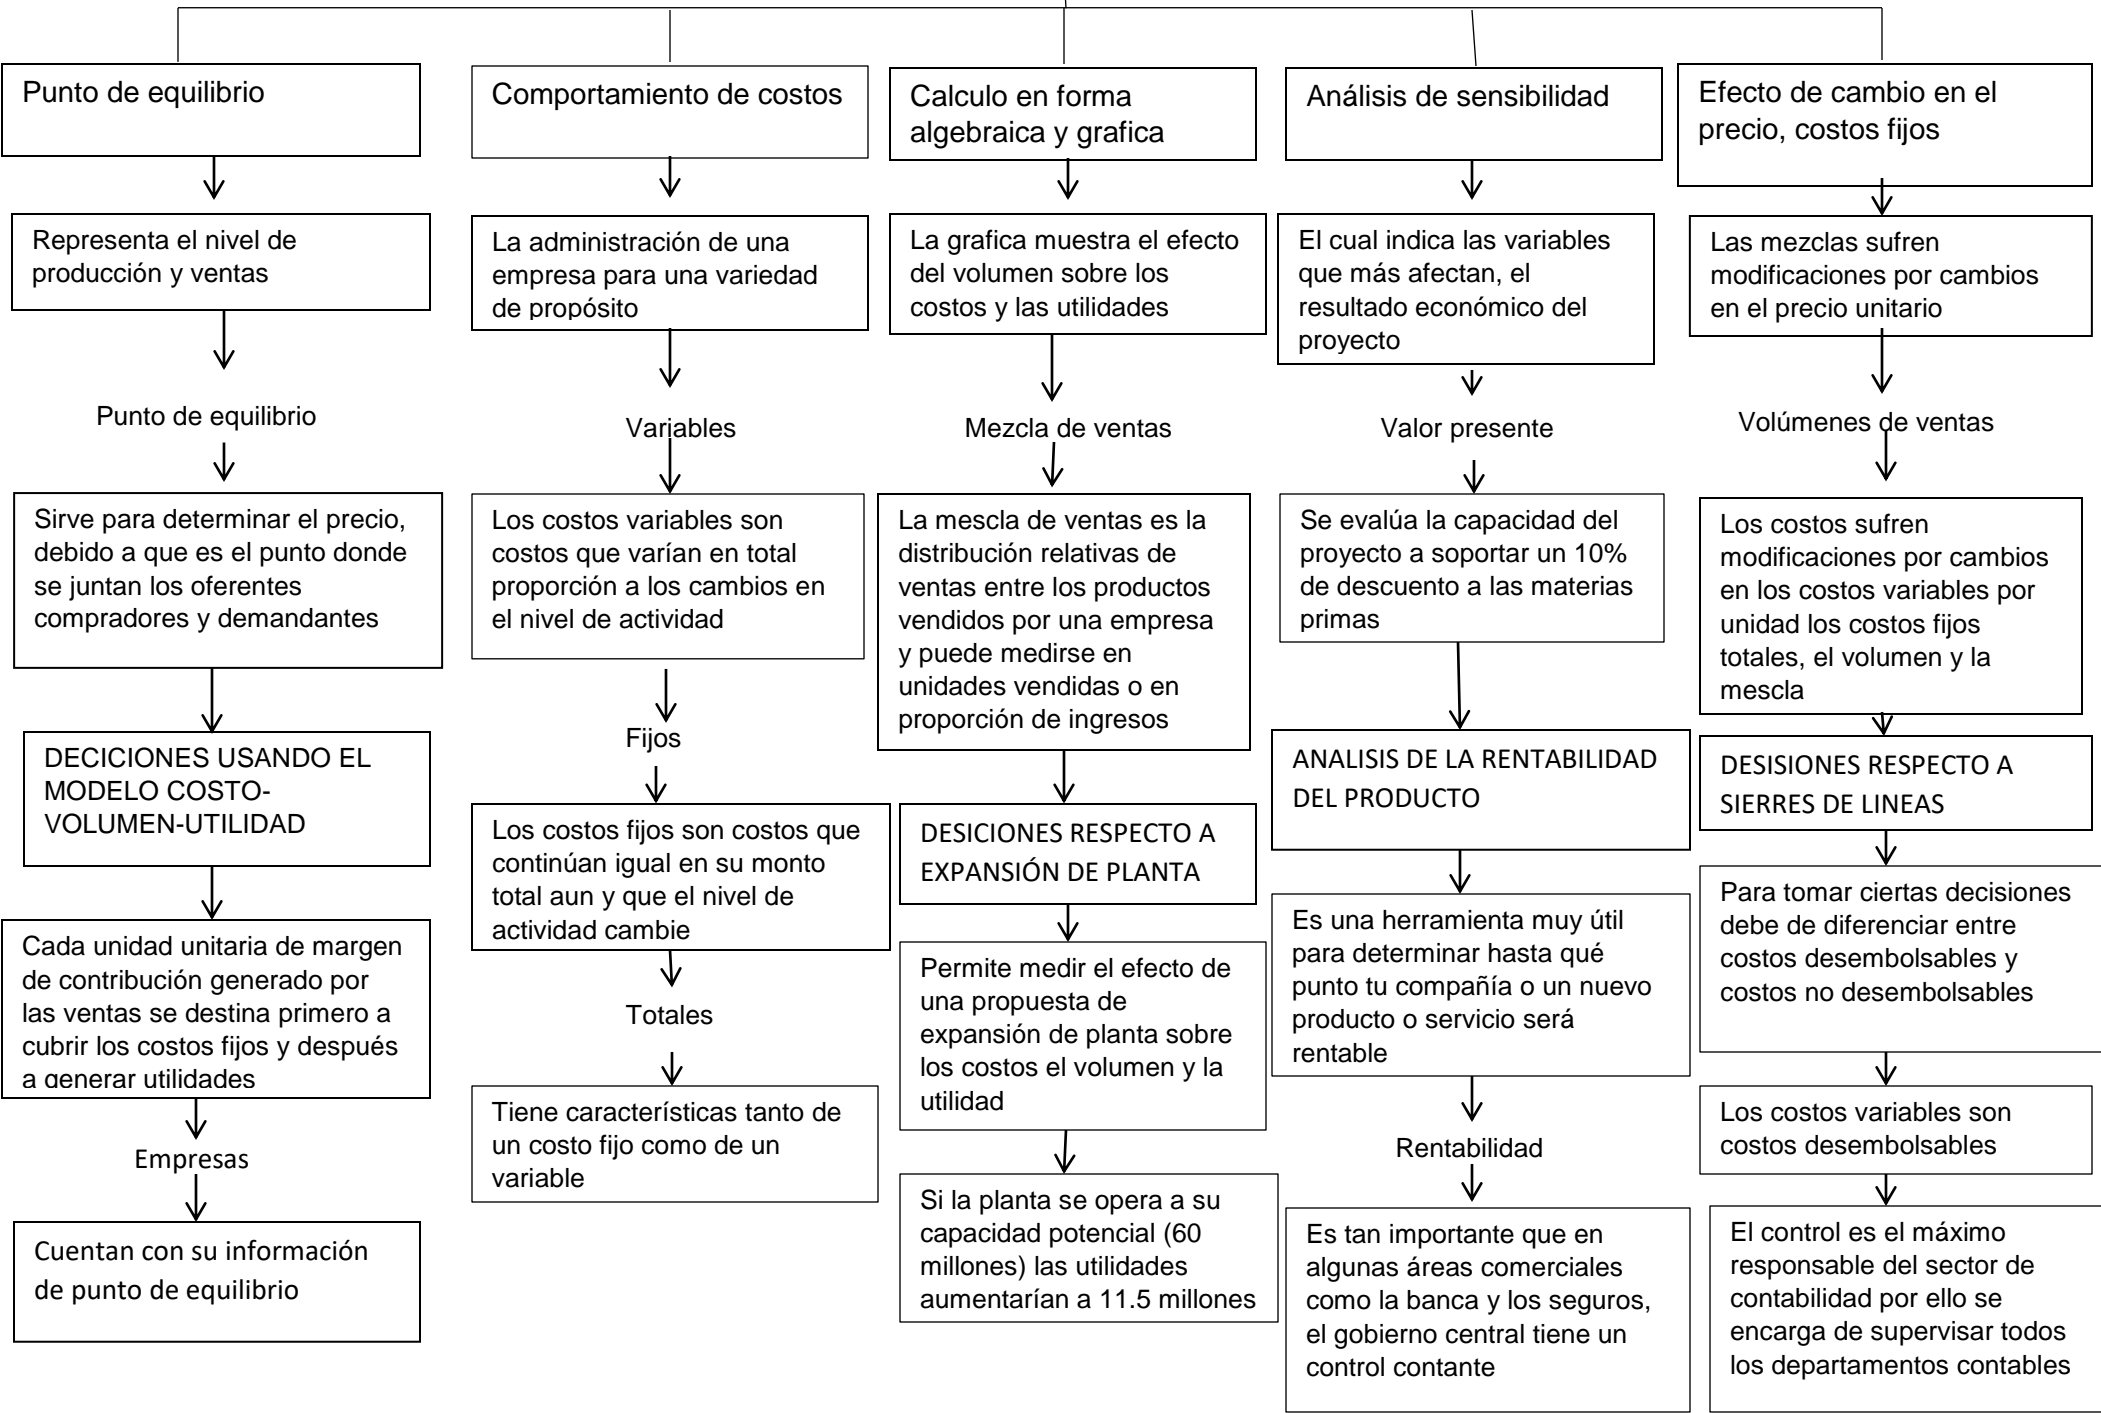 Punto de equilibrio
Representa el nivel de
producción y ventas
Punto de equilibrio
Sirve para determinar el precio,
debido a que es el punto donde
se juntan los oferentes
compradores y demandantes
DECICIONES USANDO EL
MODELO COSTO-
VOLUMEN-UTILIDAD
Cada unidad unitaria de margen
de contribución generado por
las ventas se destina primero a
cubrir los costos fijos y después
a generar utilidades
Empresas
Cuentan con su información
de punto de equilibrio
Comportamiento de costos
La administración de una
empresa para una variedad
de propósito
Variables
Los costos variables son
costos que varían en total
proporción a los cambios en
el nivel de actividad
Fijos
Los costos fijos son costos que
continúan igual en su monto
total aun y que el nivel de
actividad cambie
Totales
Tiene características tanto de
un costo fijo como de un
variable
Calculo en forma
algebraica y grafica
La grafica muestra el efecto
del volumen sobre los
costos y las utilidades
Mezcla de ventas
La mescla de ventas es la
distribución relativas de
ventas entre los productos
vendidos por una empresa
y puede medirse en
unidades vendidas o en
proporción de ingresos
DESICIONES RESPECTO A
EXPANSIÓN DE PLANTA
Permite medir el efecto de
una propuesta de
expansión de planta sobre
los costos el volumen y la
utilidad
Si la planta se opera a su
capacidad potencial (60
millones) las utilidades
aumentarían a 11.5 millones
Análisis de sensibilidad
El cual indica las variables
que más afectan, el
resultado económico del
proyecto
Valor presente
Se evalúa la capacidad del
proyecto a soportar un 10%
de descuento a las materias
primas
ANALISIS DE LA RENTABILIDAD
DEL PRODUCTO
Es una herramienta muy útil
para determinar hasta qué
punto tu compañía o un nuevo
producto o servicio será
rentable
Rentabilidad
Es tan importante que en
algunas áreas comerciales
como la banca y los seguros,
el gobierno central tiene un
control contante
Efecto de cambio en el
precio, costos fijos
Las mezclas sufren
modificaciones por cambios
en el precio unitario
Volúmenes de ventas
Los costos sufren
modificaciones por cambios
en los costos variables por
unidad los costos fijos
totales, el volumen y la
mescla
DESISIONES RESPECTO A
SIERRES DE LINEAS
Para tomar ciertas decisiones
debe de diferenciar entre
costos desembolsables y
costos no desembolsables
Los costos variables son
costos desembolsables
El control es el máximo
responsable del sector de
contabilidad por ello se
encarga de supervisar todos
los departamentos contables